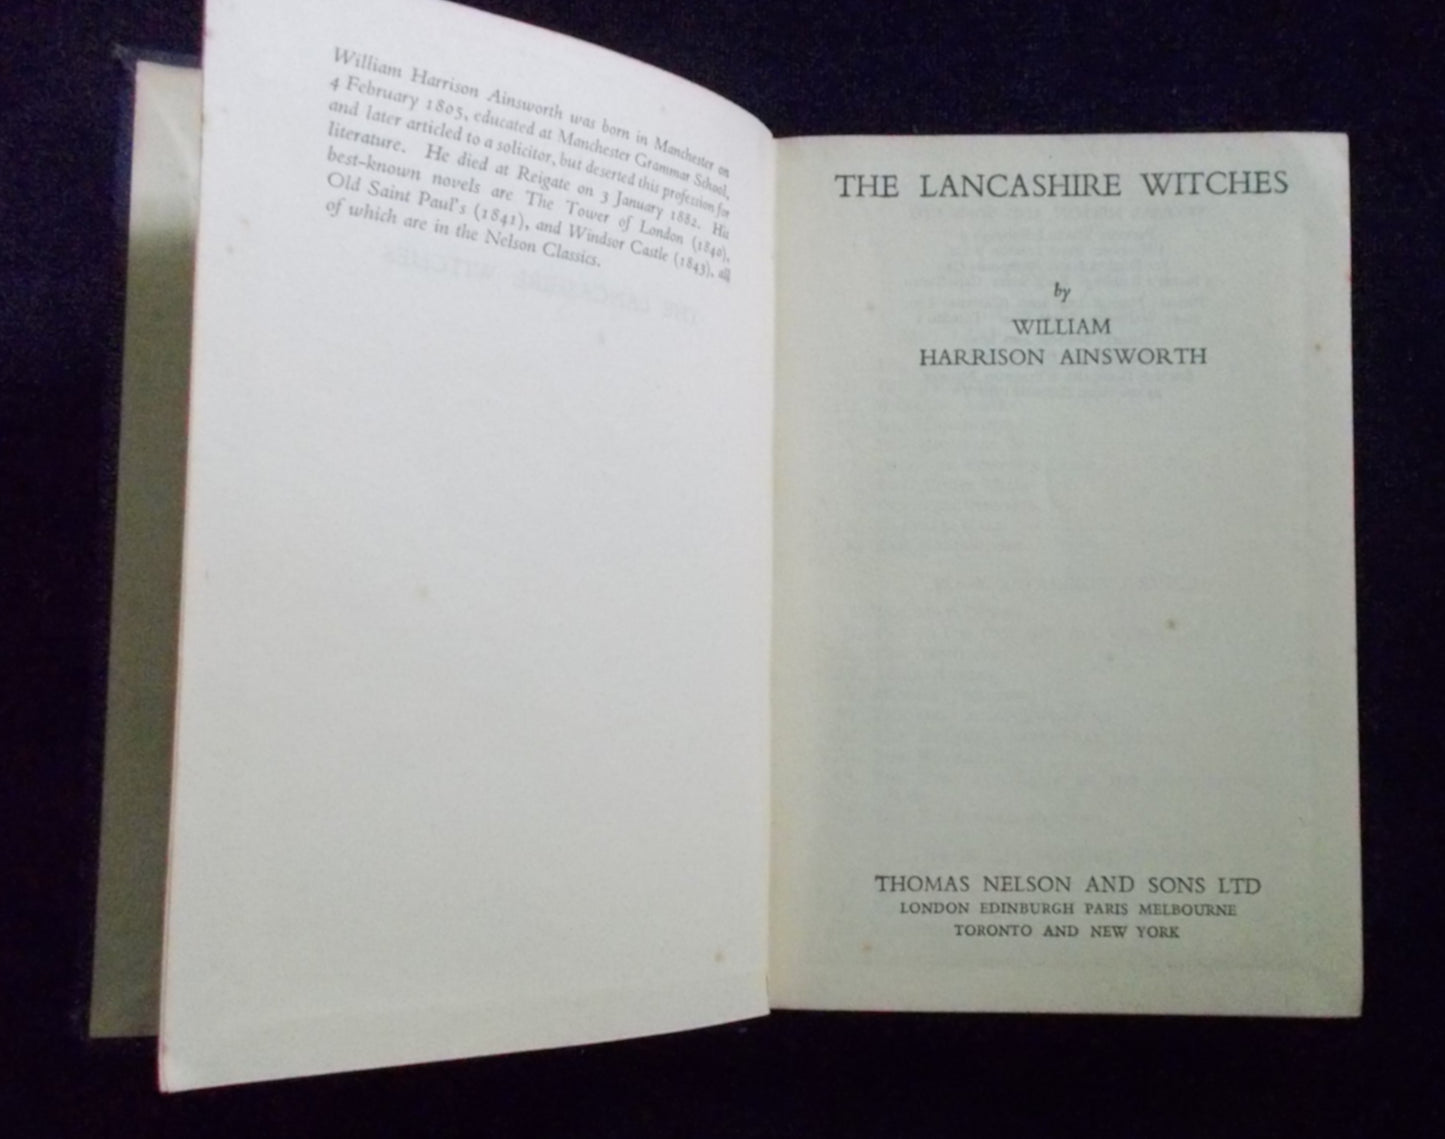 William Harrison Ainsworth was born in Manchester on
4 February 1805, educated at Manchester Grammar School,
and later articled to a solicitor, but deserted this profession for
literature. He died at Reigate on 3 January 1882. His
best-known novels are The Tower of London (1840),
Old Saint Paul's (1841), and Windsor Castle (1843), all
of which are in the Nelson Classics.
THE LANCASHIRE WITCHES
by
WILLIAM
HARRISON AINSWORTH
THOMAS NELSON AND SONS LTD
LONDON EDINBURGH PARIS MELBOURNE
TORONTO AND NEW YORK